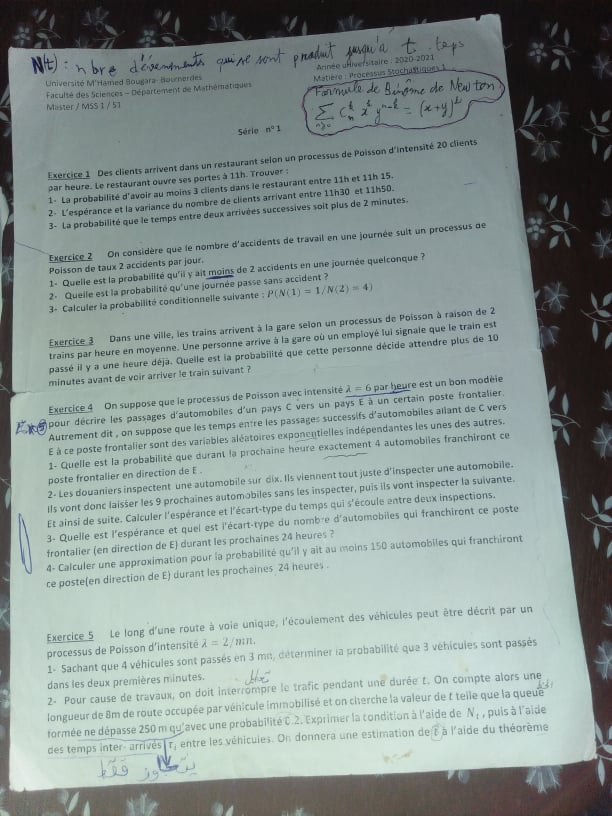 N(t) : nbre d'évènements qui se sont produit jusqu'à t. teps
Université M'Hamed Bougara- Boumerdes
Faculté des Sciences – Département de Mathématiques
Master / MSS 1 / S1
Année universitaire : 2020-2021
Matière : Processus Stochastiques 1
Formule de Binôme de Newton
Série n° 1
Exercice 1 Des clients arrivent dans un restaurant selon un processus de Poisson d'intensité 20 clients
par heure. Le restaurant ouvre ses portes à 11h. Trouver :
1- La probabilité d'avoir au moins 3 clients dans le restaurant entre 11h et 11h 15.
2- L'espérance et la variance du nombre de clients arrivant entre 11h30 et 11h50.
3- La probabilité que le temps entre deux arrivées successives soit plus de 2 minutes.
Exercice 2 On considère que le nombre d'accidents de travail en une journée suit un processus de
Poisson de taux 2 accidents par jour.
1- Quelle est la probabilité qu'il y ait moins de 2 accidents en une journée quelconque ?
2- Quelle est la probabilité qu'une journée passe sans accident ?
3- Calculer la probabilité conditionnelle suivante : P(N(1) = 1/N(2) = 4)
Exercice 3 Dans une ville, les trains arrivent à la gare selon un processus de Poisson à raison de 2
trains par heure en moyenne. Une personne arrive à la gare où un employé lui signale que le train est
passé il y a une heure déjà. Quelle est la probabilité que cette personne décide attendre plus de 10
minutes avant de voir arriver le train suivant ?
Exercice 4 On suppose que le processus de Poisson avec intensité λ = 6 par heure est un bon modèle
pour décrire les passages d'automobiles d'un pays C vers un pays E à un certain poste frontalier.
Autrement dit , on suppose que les temps entre les passages successifs d'automobiles allant de C vers
E à ce poste frontalier sont des variables aléatoires exponentielles indépendantes les unes des autres.
1- Quelle est la probabilité que durant la prochaine heure exactement 4 automobiles franchiront ce
poste frontalier en direction de E .
2- Les douaniers inspectent une automobile sur dix. Ils viennent tout juste d'inspecter une automobile.
Ils vont donc laisser les 9 prochaines automobiles sans les inspecter, puis ils vont inspecter la suivante.
Et ainsi de suite. Calculer l'espérance et l'écart-type du temps qui s'écoule entre deux inspections.
3- Quelle est l'espérance et quel est l'écart-type du nombre d'automobiles qui franchiront ce poste
frontalier (en direction de E) durant les prochaines 24 heures ?
4- Calculer une approximation pour la probabilité qu'il y ait au moins 150 automobiles qui franchiront
ce poste(en direction de E) durant les prochaines 24 heures .
Exercice 5 Le long d'une route à voie unique, l'écoulement des véhicules peut être décrit par un
processus de Poisson d'intensité λ = 2/mn.
1- Sachant que 4 véhicules sont passés en 3 mn, déterminer la probabilité que 3 véhicules sont passés
dans les deux premières minutes.
2- Pour cause de travaux, on doit interrompre le trafic pendant une durée t. On compte alors une
longueur de 8m de route occupée par véhicule immobilisé et on cherche la valeur de t telle que la queue
formée ne dépasse 250 m qu'avec une probabilité 0.2. Exprimer la condition à l'aide de Nt , puis à l'aide
des temps inter- arrivés τi entre les véhicules. On donnera une estimation de t à l'aide du théorème